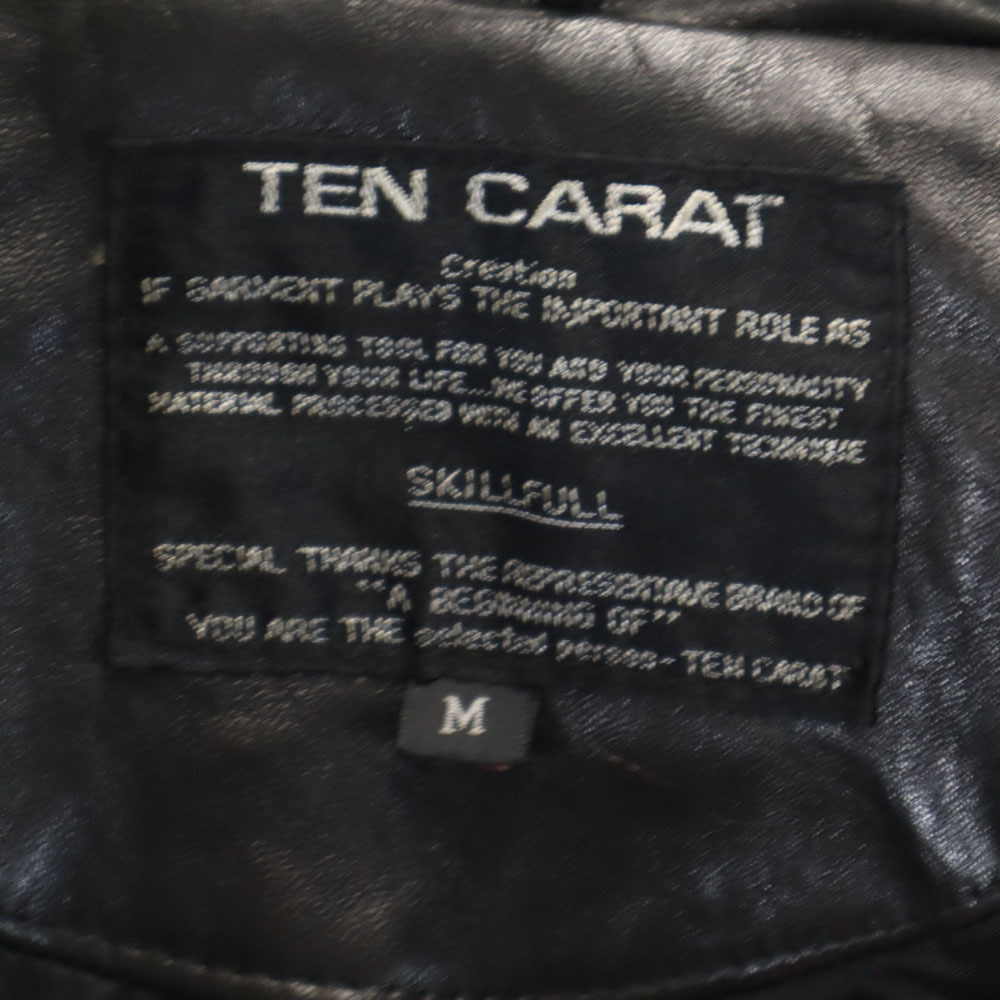 TEN CARAT
Creation
IF GARMENT PLAYS THE IMPORTANT ROLE AS
A SUPPORTING TOOL FOR YOU AND YOUR PERSONALITY
THROUGH YOUR LIFE...WE OFFER YOU THE FINEST
MATERIAL PROCESSED WITH AN EXCELLENT TECHNIQUE
SKILLFULL
SPECIAL THANKS THE REPRESENTATIVE BRAND OF
"A BEGINNING OF"
YOU ARE THE selected person- TEN CARAT
M